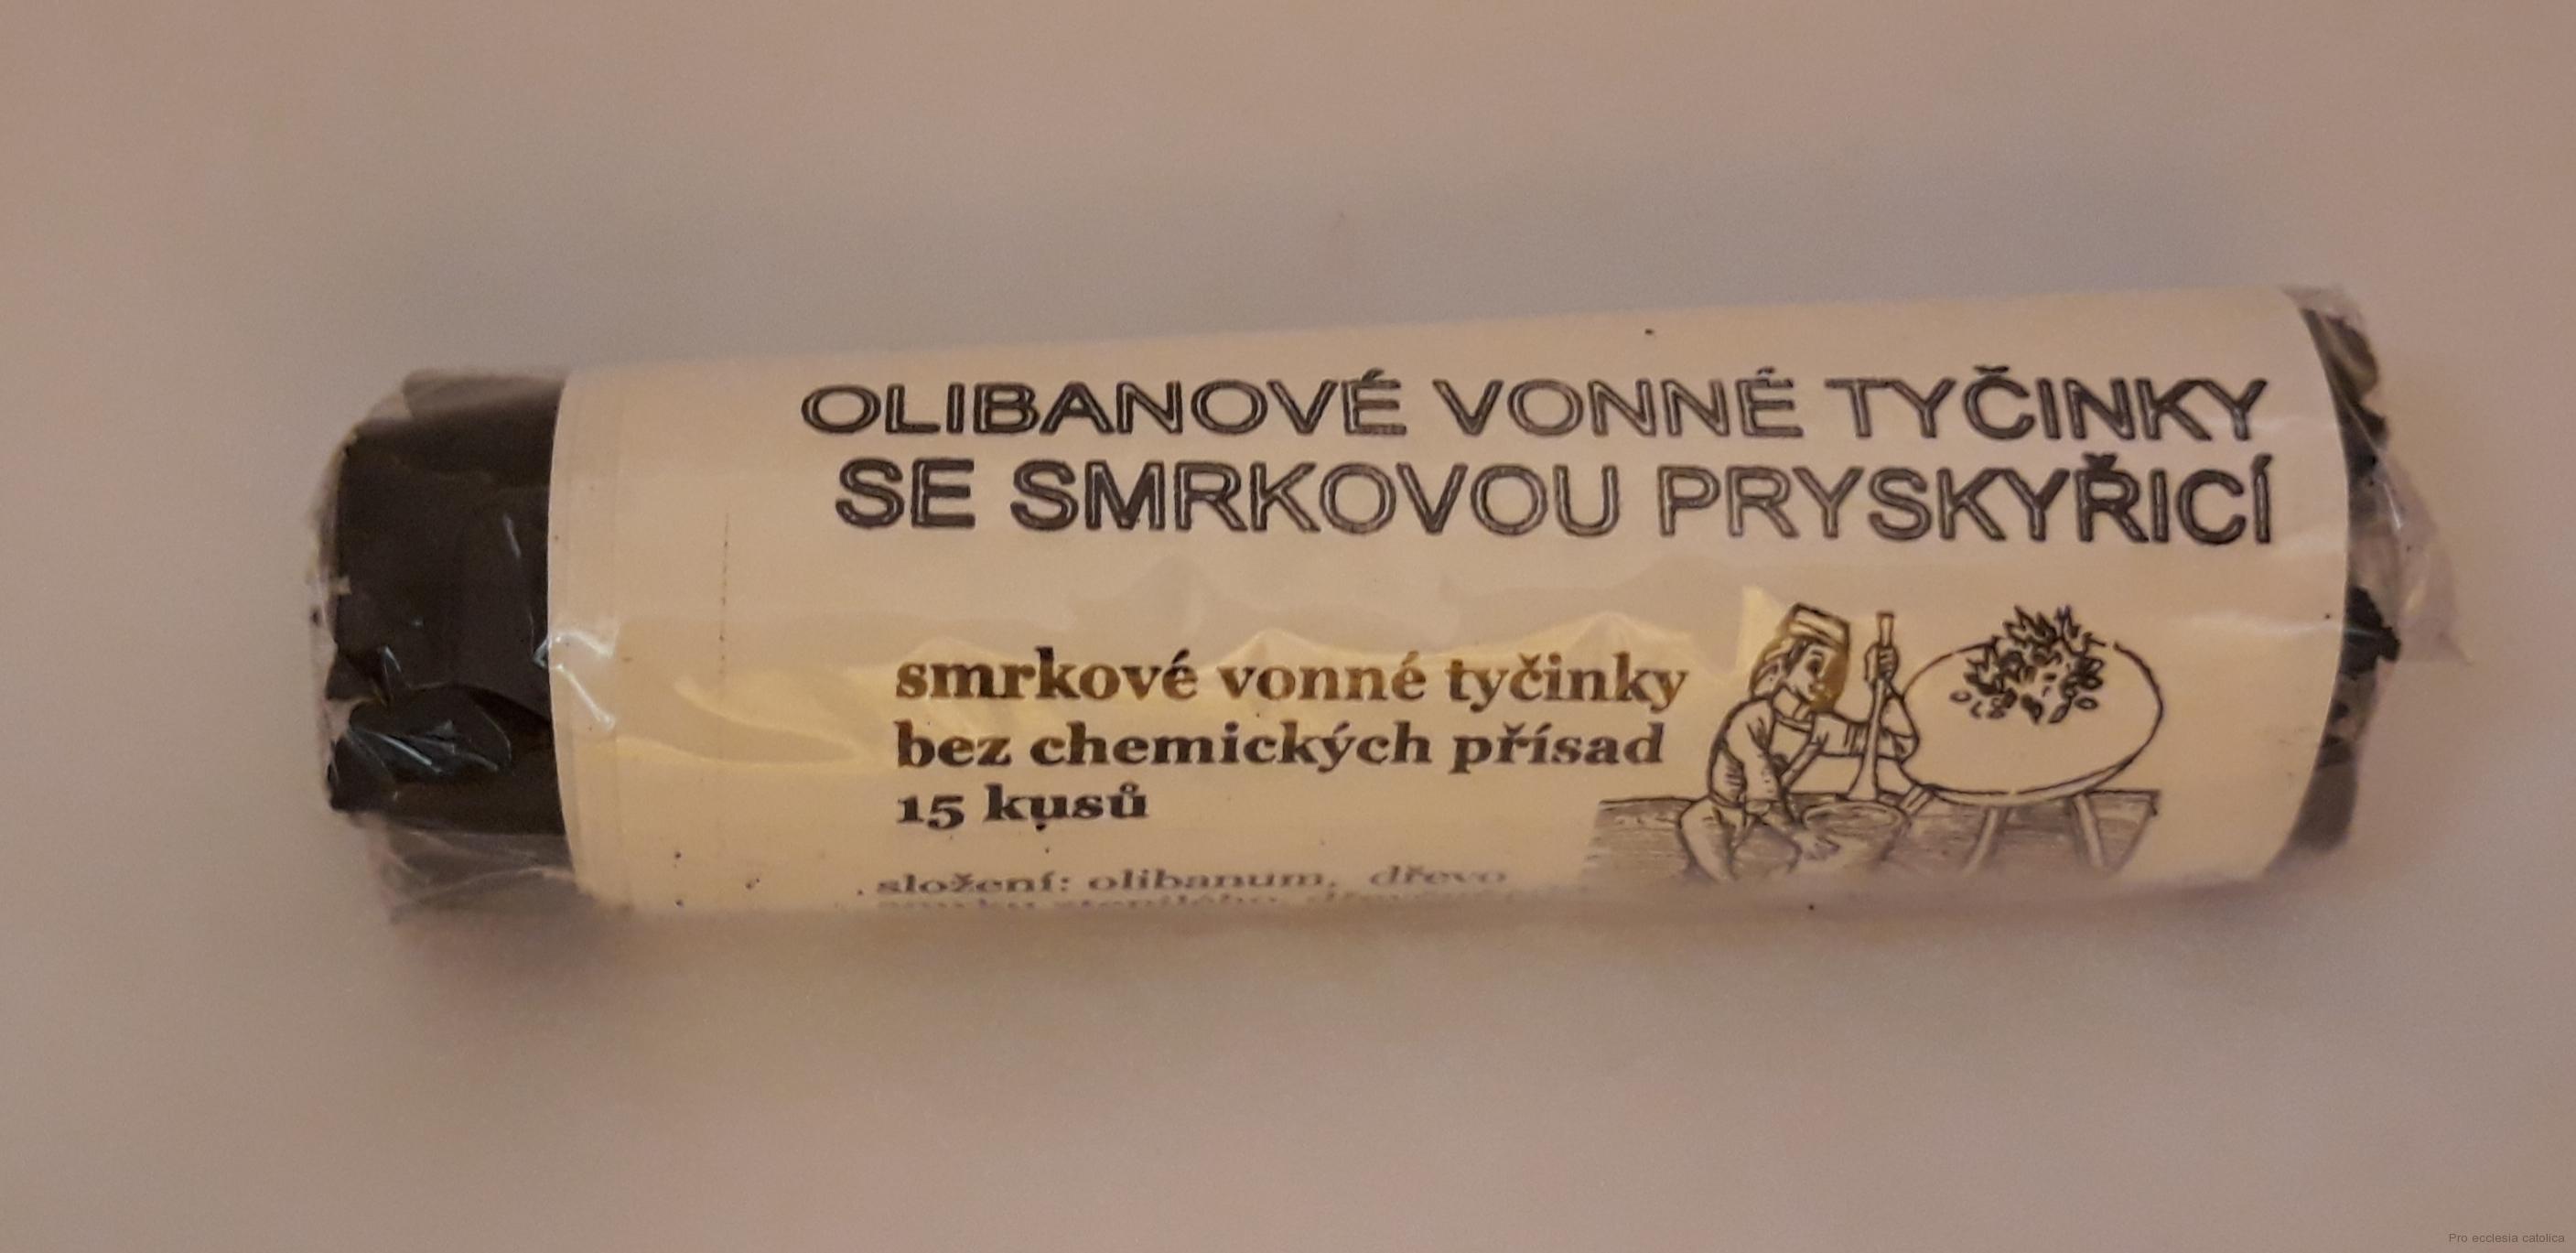 OLIBANOVÉ VONNÉ TYČINKY
SE SMRKOVOU PRYSKYŘICÍ
smrkové vonné tyčinky
bez chemických přísad
15 kusů
složení: olibanum, dřevo
Pro ecclesia catolica